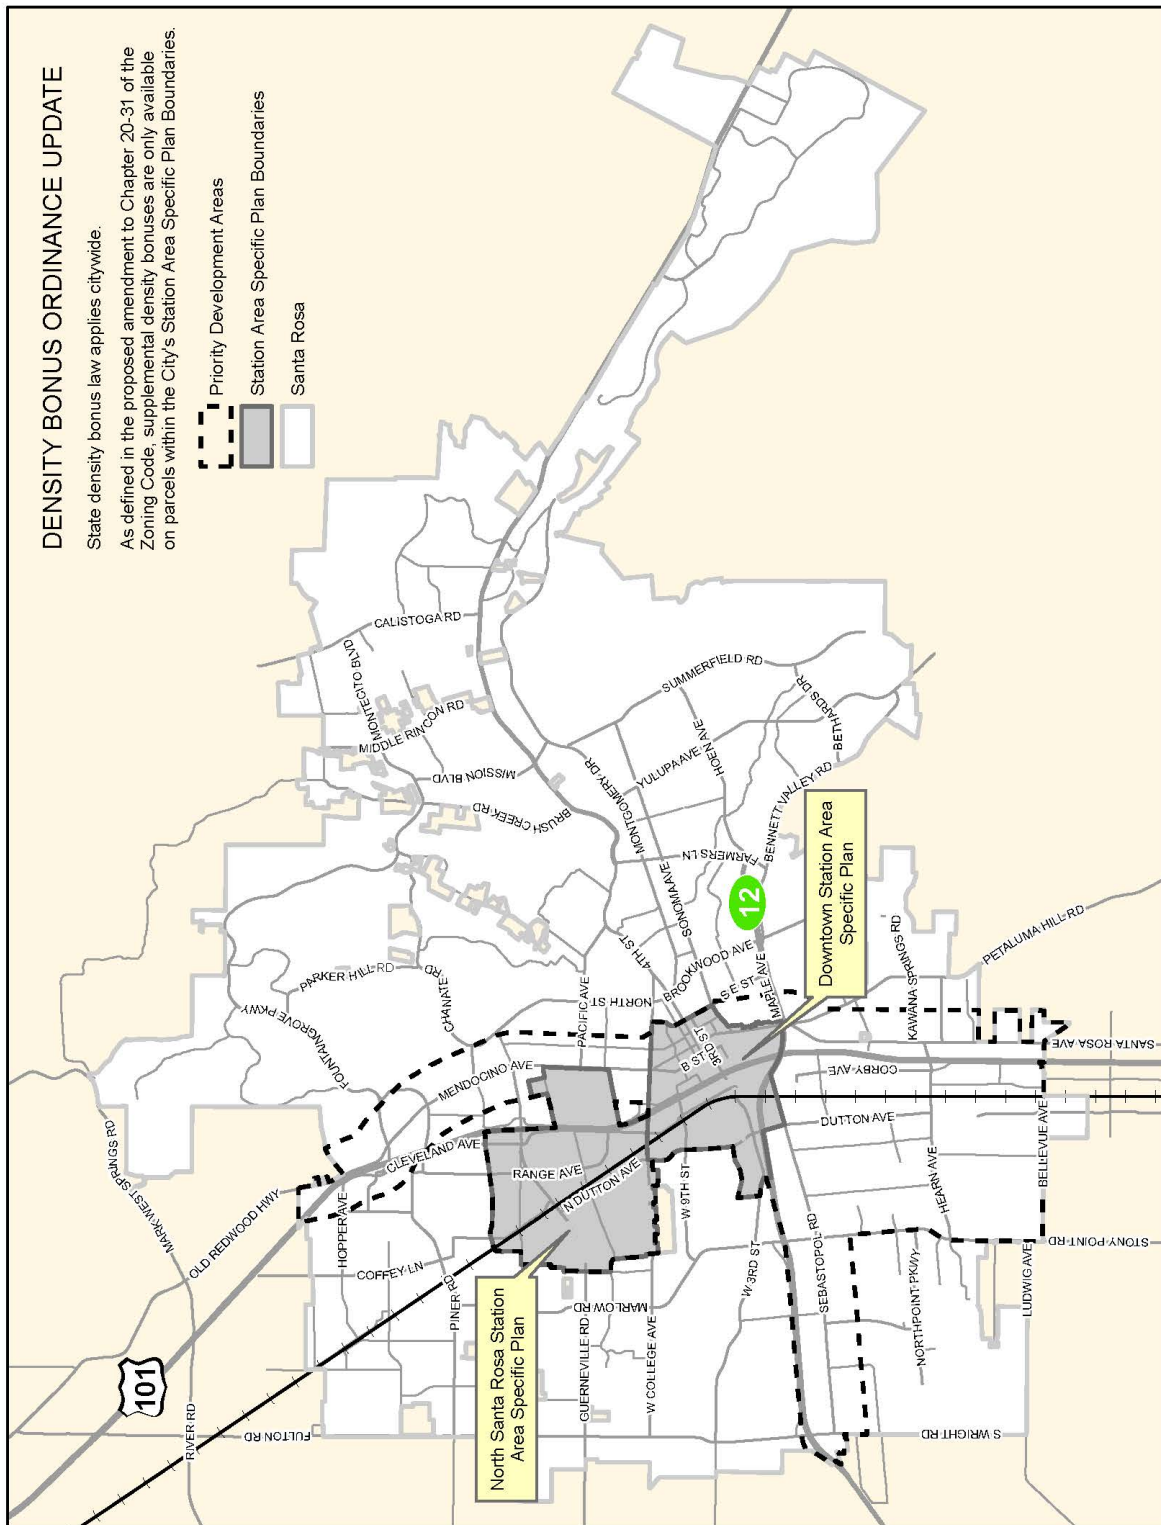 DENSITY BONUS ORDINANCE UPDATE
State density bonus law applies citywide.
As defined in the proposed amendment to Chapter 20-31 of the
Zoning Code, supplemental density bonuses are only available
on parcels within the City's Station Area Specific Plan Boundaries.
Priority Development Areas
Station Area Specific Plan Boundaries
Santa Rosa
MARK WEST SPRINGS RD
OLD REDWOOD HWY
101
RIVER RD
FULTON RD
HOPPER AVE
COFFEY LN
PINER RD
CLEVELAND AVE
MENDOCINO AVE
FOUNTAINGROVE PKWY
PARKER HILL RD
CHANATE RD
CALISTOGA RD
MONTECITO BLVD
MIDDLE RINCON RD
MISSION BLVD
BRUSH CREEK RD
North Santa Rosa Station
Area Specific Plan
RANGE AVE
N DUTTON AVE
GUERNEVILLE RD
MARLOW RD
W COLLEGE AVE
PACIFIC AVE
NORTH ST
4TH ST
SONOMA AVE
MONTGOMERY DR
BROOKWOOD AVE
S E ST
B ST
3RD ST
MAPLE AVE
W 9TH ST
W 3RD ST
12
FARMERS LN
YULUPA AVE
HOEN AVE
SUMMERFIELD RD
BETHARDS DR
BENNETT VALLEY RD
Downtown Station Area
Specific Plan
SEBASTOPOL RD
DUTTON AVE
CORBY AVE
KAWANA SPRINGS RD
PETALUMA HILL RD
SANTA ROSA AVE
HEARN AVE
BELLEVUE AVE
STONY POINT RD
NORTHPOINT PKWY
LUDWIG AVE
S WRIGHT RD